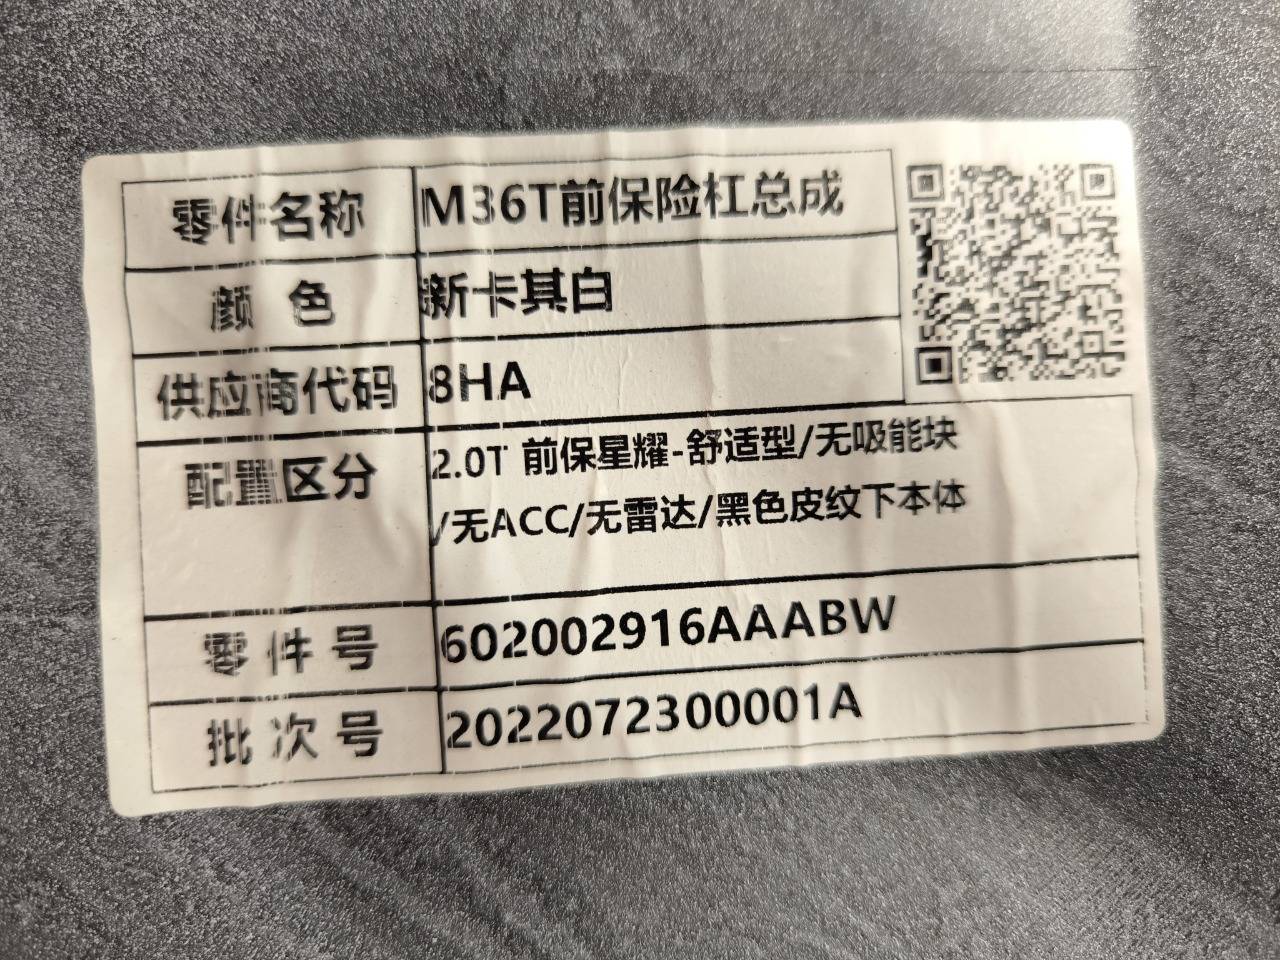 零件名称 M36T前保险杠总成
颜 色 新卡其白
供应商代码 8HA
配置区分 2.0T 前保星耀-舒适型/无吸能块
/无ACC/无雷达/黑色皮纹下本体
零 件 号 602002916AAABW
批 次 号 2022072300001A